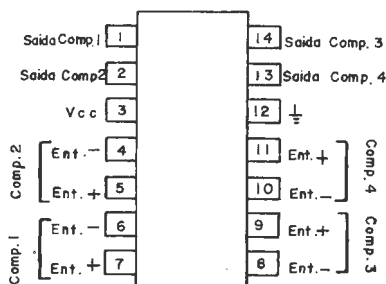 Saida Comp.1 1
Saida Comp2 2
Vcc 3
Comp.2
Ent. - 4
Ent. + 5
Comp.1
Ent. - 6
Ent. + 7
14 Saida Comp. 3
13 Saida Comp. 4
12
11 Ent. +
10 Ent. -
Comp.4
9 Ent. +
8 Ent. -
Comp.3